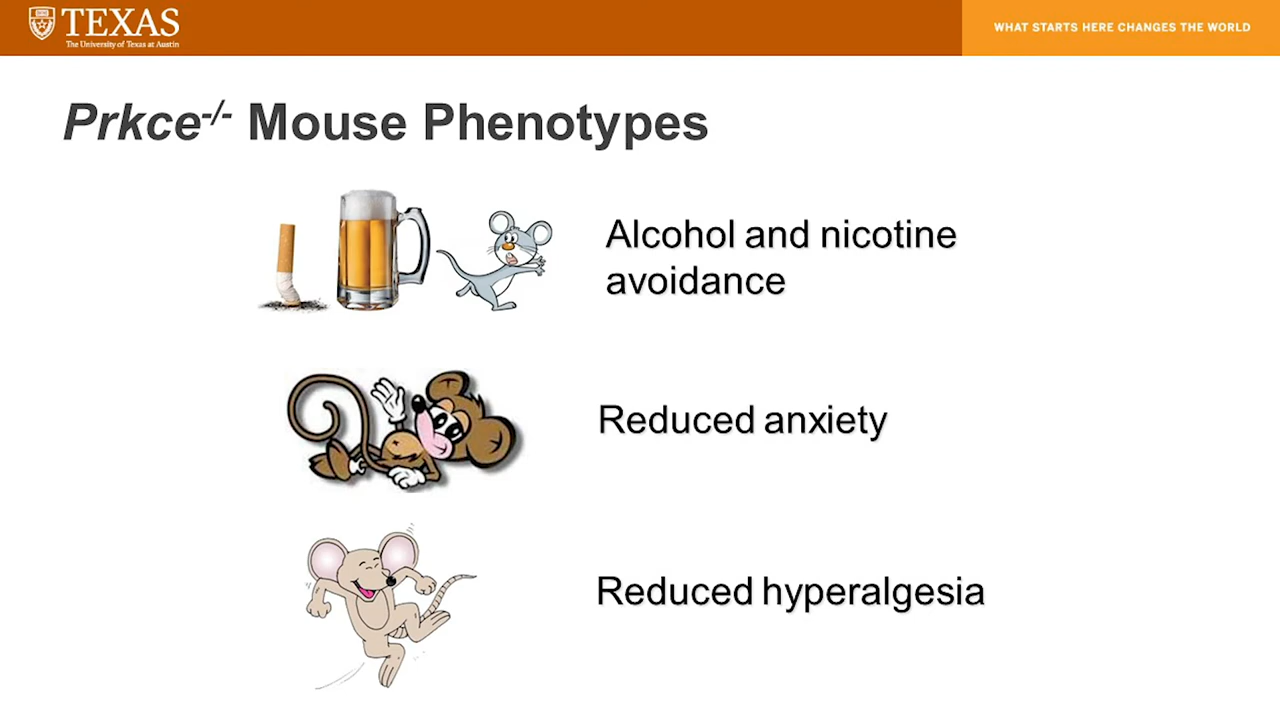 TEXAS
The University of Texas at Austin
WHAT STARTS HERE CHANGES THE WORLD
Prkce-/- Mouse Phenotypes
Alcohol and nicotine
avoidance
Reduced anxiety
Reduced hyperalgesia